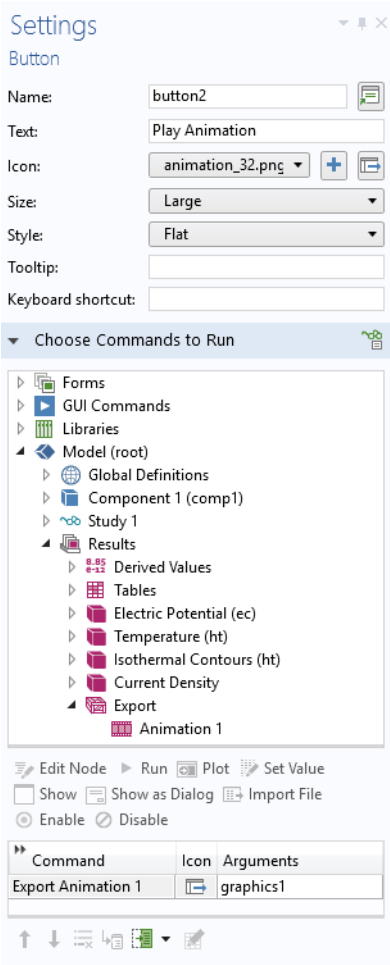 Settings
Button
Name: button2
Text: Play Animation
Icon: animation_32.png
Size: Large
Style: Flat
Tooltip:
Keyboard shortcut:
Choose Commands to Run
Forms
GUI Commands
Libraries
Model (root)
Global Definitions
Component 1 (comp1)
Study 1
Results
8.85
e-12
Derived Values
Tables
Electric Potential (ec)
Temperature (ht)
Isothermal Contours (ht)
Current Density
Export
Animation 1
Edit Node Run Plot Set Value
Show Show as Dialog Import File
Enable Disable
Command Icon Arguments
Export Animation 1 graphics1